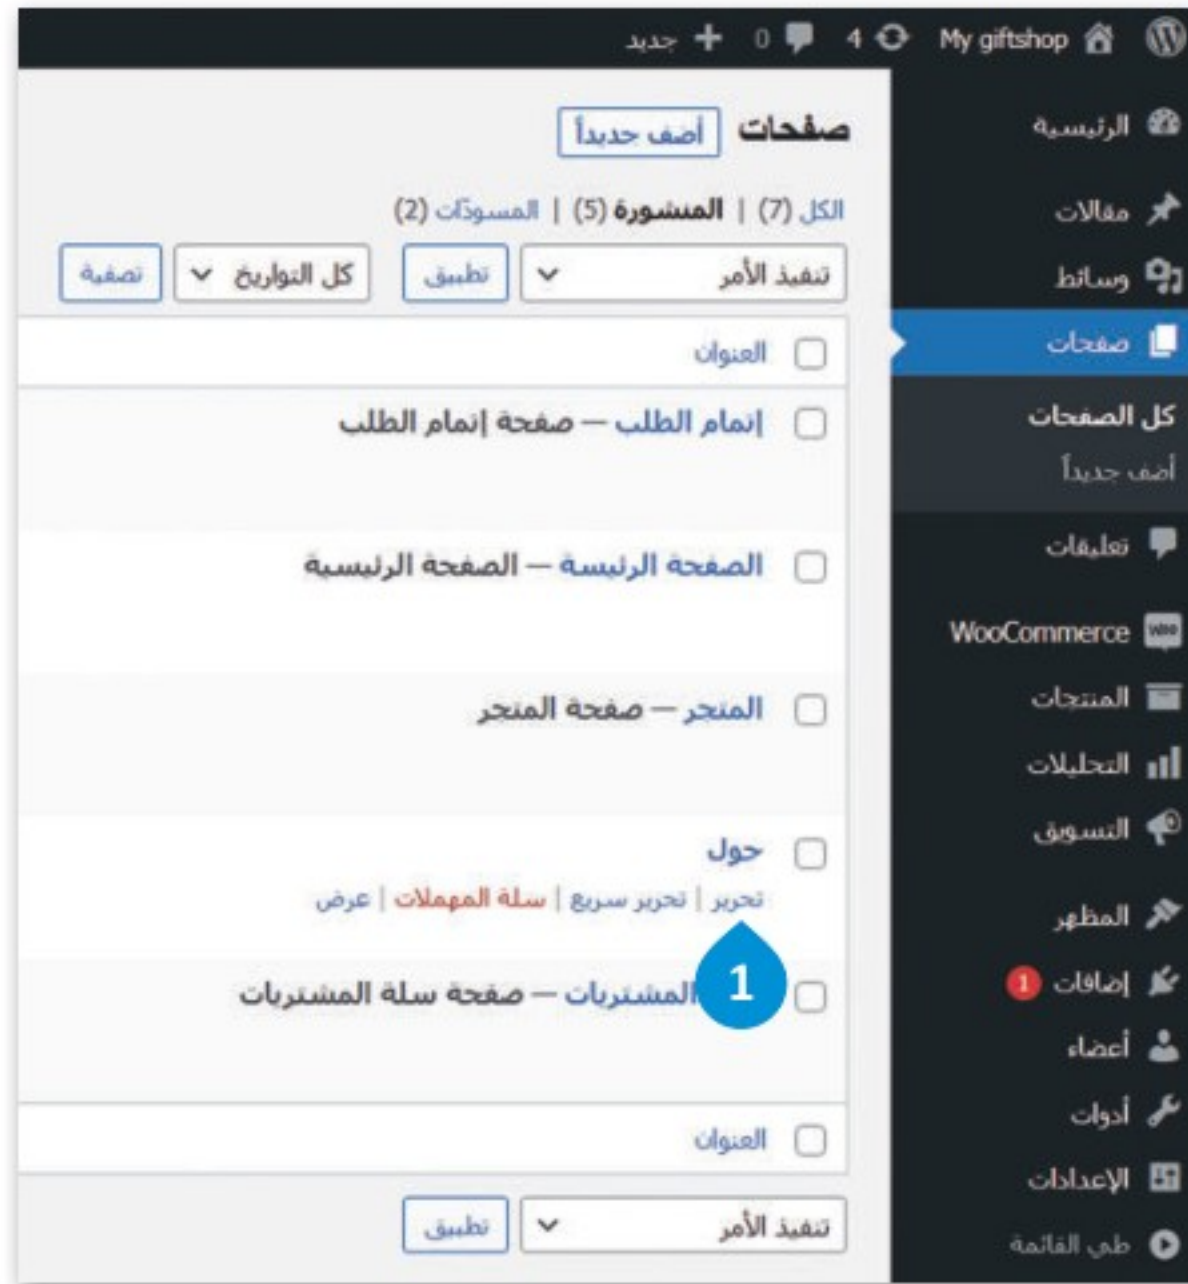 My giftshop 4 0 + جديد
الرئيسية
مقالات
وسائط
صفحات
كل الصفحات
أضف جديداً
تعليقات
WooCommerce
المنتجات
التحليلات
التسويق
المظهر
إضافات 1
أعضاء
أدوات
الإعدادات
طي القائمة
صفحات أضف جديداً
الكل (7) | المنشورة (5) | المسودّات (2)
تنفيذ الأمر تطبيق كل التواريخ تصفية
العنوان
إتمام الطلب — صفحة إتمام الطلب
الصفحة الرئيسة — الصفحة الرئيسية
المتجر — صفحة المتجر
حول
تحرير | تحرير سريع | سلة المهملات | عرض
1
المشتريات — صفحة سلة المشتريات
العنوان
تنفيذ الأمر تطبيق